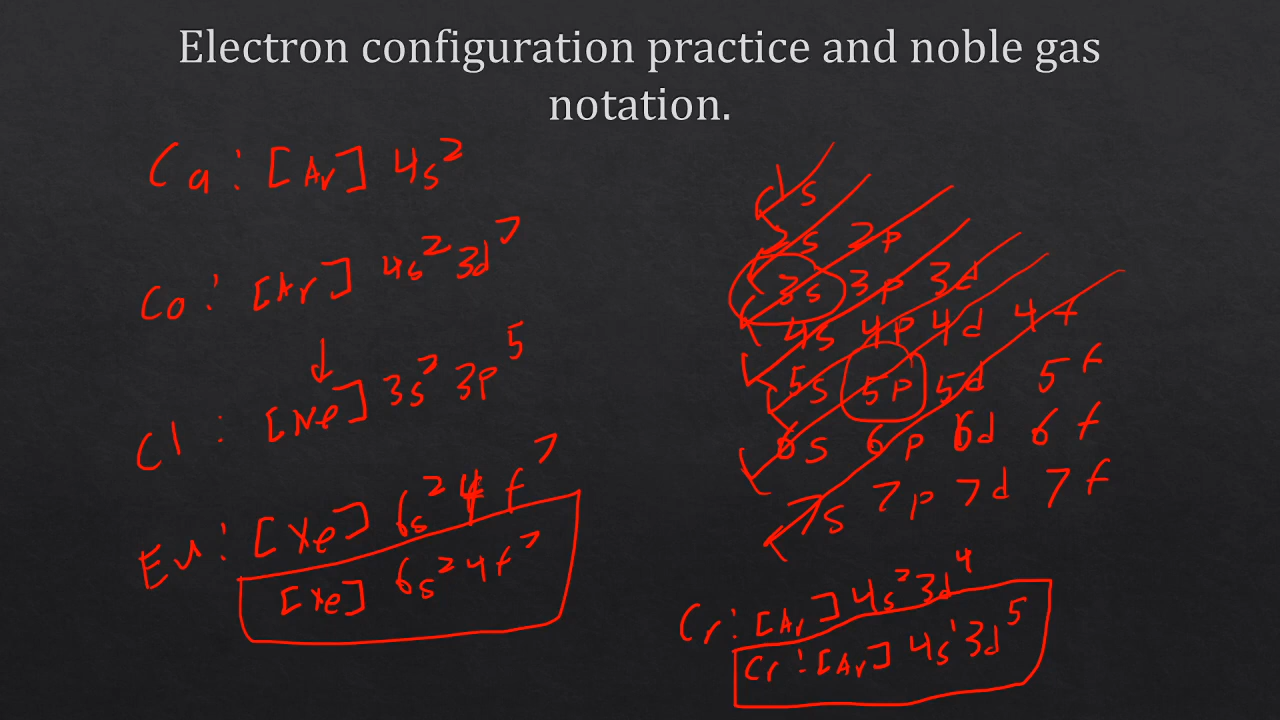 Electron configuration practice and noble gas
notation.
Ca: [Ar] 4s²
Co: [Ar] 4s² 3d⁷
Cl: [Ne] 3s² 3p⁵
Eu: [Xe] 6s² 4f⁷
[Xe] 6s² 4f⁷
1s
2s 2p
3s 3p 3d
4s 4p 4d 4f
5s 5p 5d 5f
6s 6p 6d 6f
7s 7p 7d 7f
Cr: [Ar] 4s² 3d⁴
Cr: [Ar] 4s¹ 3d⁵